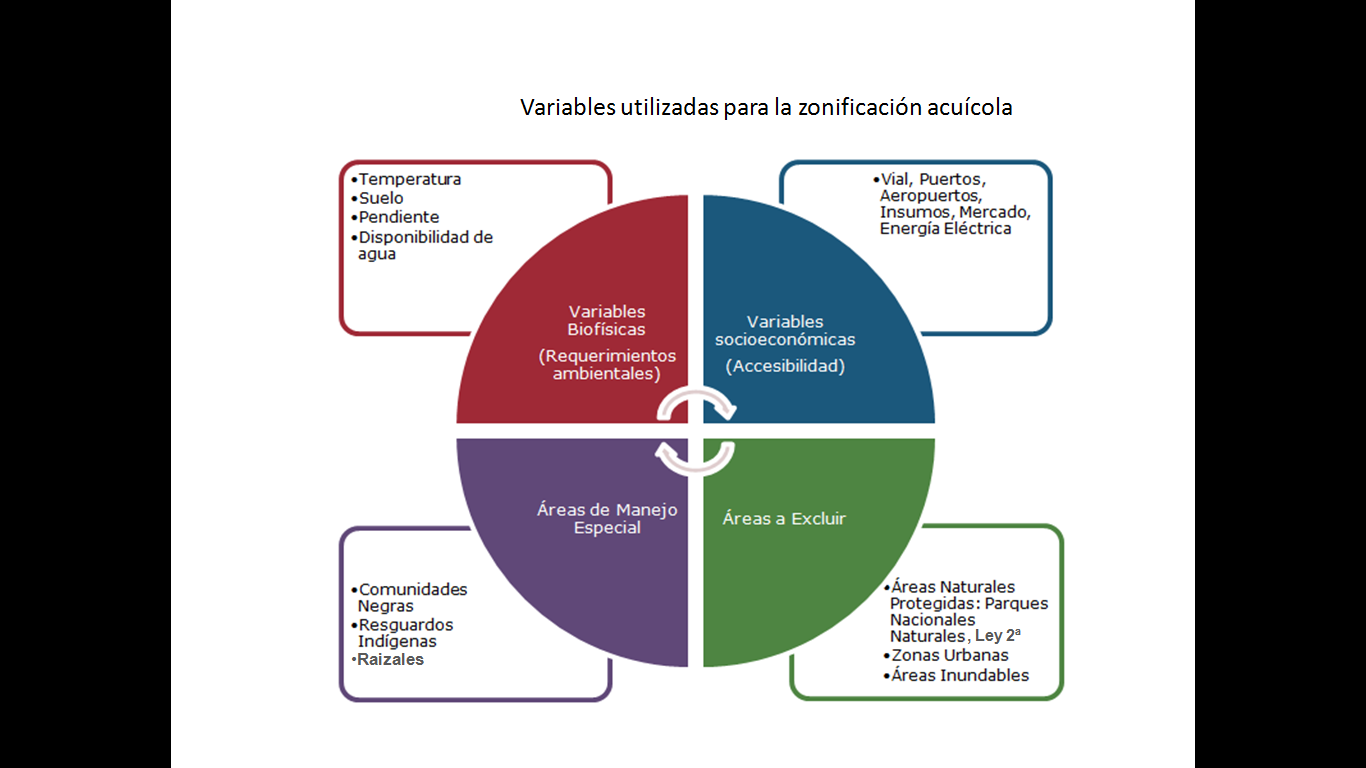 Variables utilizadas para la zonificación acuícola
•Temperatura
•Suelo
•Pendiente
•Disponibilidad de
agua
•Vial, Puertos,
Aeropuertos,
Insumos, Mercado,
Energía Eléctrica
Variables
Biofísicas
(Requerimientos
ambientales)
Variables
socioeconómicas
(Accesibilidad)
Áreas de Manejo
Especial
Áreas a Excluir
•Comunidades
Negras
•Resguardos
Indígenas
•Raizales
•Áreas Naturales
Protegidas: Parques
Nacionales
Naturales, Ley 2ª
•Zonas Urbanas
•Áreas Inundables